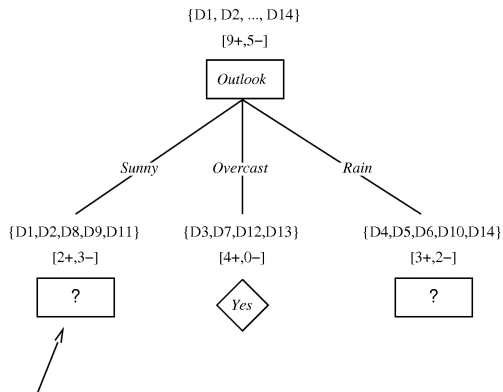 {D1, D2, ..., D14}
[9+,5−]
Outlook
Sunny
Overcast
Rain
{D1,D2,D8,D9,D11}
{D3,D7,D12,D13}
{D4,D5,D6,D10,D14}
[2+,3−]
[4+,0−]
[3+,2−]
?
Yes
?